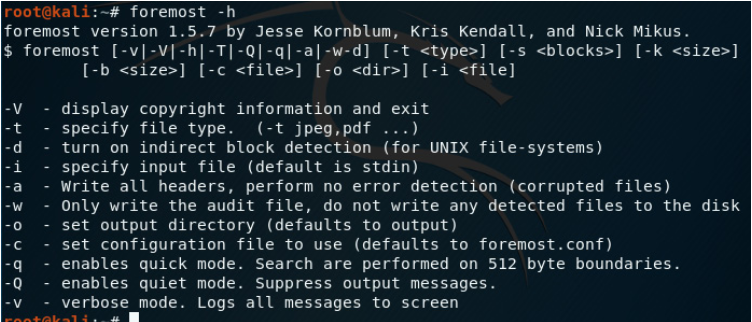 root@kali:~# foremost -h
foremost version 1.5.7 by Jesse Kornblum, Kris Kendall, and Nick Mikus.
$ foremost [-v|-V|-h|-T|-Q|-q|-a|-w-d] [-t <type>] [-s <blocks>] [-k <size>]
        [-b <size>] [-c <file>] [-o <dir>] [-i <file]

-V  - display copyright information and exit
-t  - specify file type.  (-t jpeg,pdf ...)
-d  - turn on indirect block detection (for UNIX file-systems)
-i  - specify input file (default is stdin)
-a  - Write all headers, perform no error detection (corrupted files)
-w  - Only write the audit file, do not write any detected files to the disk
-o  - set output directory (defaults to output)
-c  - set configuration file to use (defaults to foremost.conf)
-q  - enables quick mode. Search are performed on 512 byte boundaries.
-Q  - enables quiet mode. Suppress output messages.
-v  - verbose mode. Logs all messages to screen
root@kali:~#